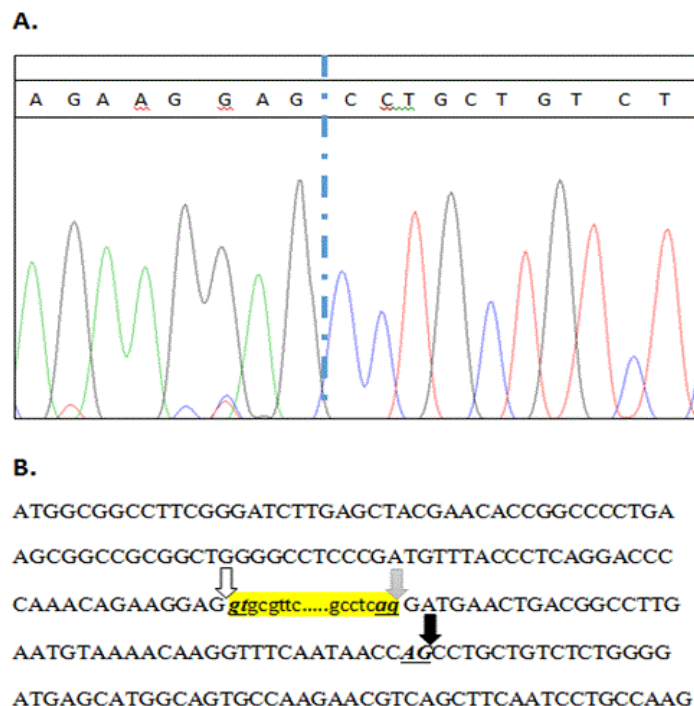 A.
A G A A G G A G C C T G C T G T C T
B.
ATGGCGGCCTTCGGGATCTTGAGCTACGAACACCGGCCCCTGA
AGCGGCCGCGGCTGGGGCCTCCCGATGTTTACCCTCAGGACCC
CAAACAGAAGGAGgtgcgttc.....gcctcagGATGAACTGACGGCCTTG
AATGTAAAACAAGGTTTCAATAACCAGCCTGCTGTCTCTGGGG
ATGAGCATGGCAGTGCCAAGAACGTCAGCTTCAATCCTGCCAAG